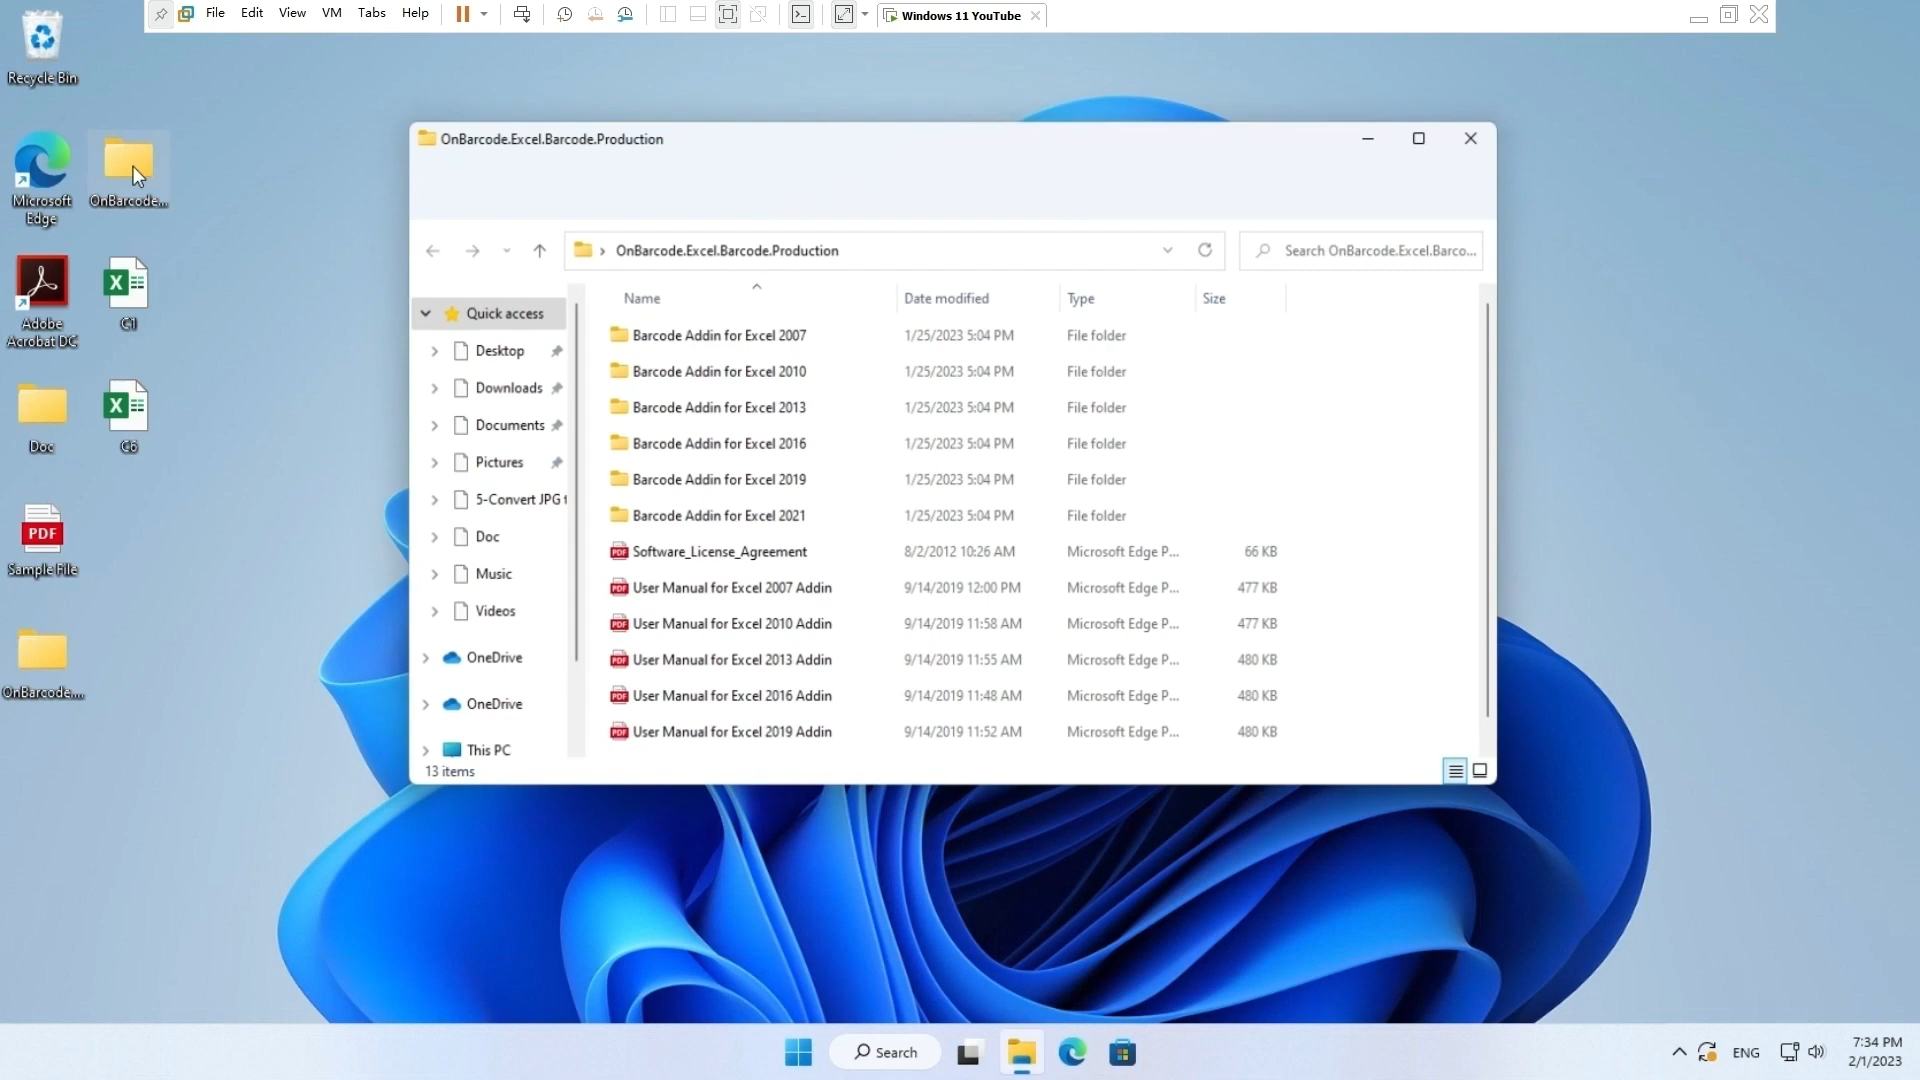 File Edit View VM Tabs Help Windows 11 YouTube
Recycle Bin
Microsoft Edge
OnBarcode...
Adobe Acrobat DC
C1
Doc
C6
PDF
Sample File
OnBarcode....
OnBarcode.Excel.Barcode.Production
OnBarcode.Excel.Barcode.Production
Search OnBarcode.Excel.Barco...
Quick access
Desktop
Downloads
Documents
Pictures
5-Convert JPG t
Doc
Music
Videos
OneDrive
OneDrive
This PC
Name Date modified Type Size
Barcode Addin for Excel 2007 1/25/2023 5:04 PM File folder
Barcode Addin for Excel 2010 1/25/2023 5:04 PM File folder
Barcode Addin for Excel 2013 1/25/2023 5:04 PM File folder
Barcode Addin for Excel 2016 1/25/2023 5:04 PM File folder
Barcode Addin for Excel 2019 1/25/2023 5:04 PM File folder
Barcode Addin for Excel 2021 1/25/2023 5:04 PM File folder
PDF Software_License_Agreement 8/2/2012 10:26 AM Microsoft Edge P... 66 KB
PDF User Manual for Excel 2007 Addin 9/14/2019 12:00 PM Microsoft Edge P... 477 KB
PDF User Manual for Excel 2010 Addin 9/14/2019 11:58 AM Microsoft Edge P... 477 KB
PDF User Manual for Excel 2013 Addin 9/14/2019 11:55 AM Microsoft Edge P... 480 KB
PDF User Manual for Excel 2016 Addin 9/14/2019 11:48 AM Microsoft Edge P... 480 KB
PDF User Manual for Excel 2019 Addin 9/14/2019 11:52 AM Microsoft Edge P... 480 KB
13 items
Search
ENG
7:34 PM
2/1/2023